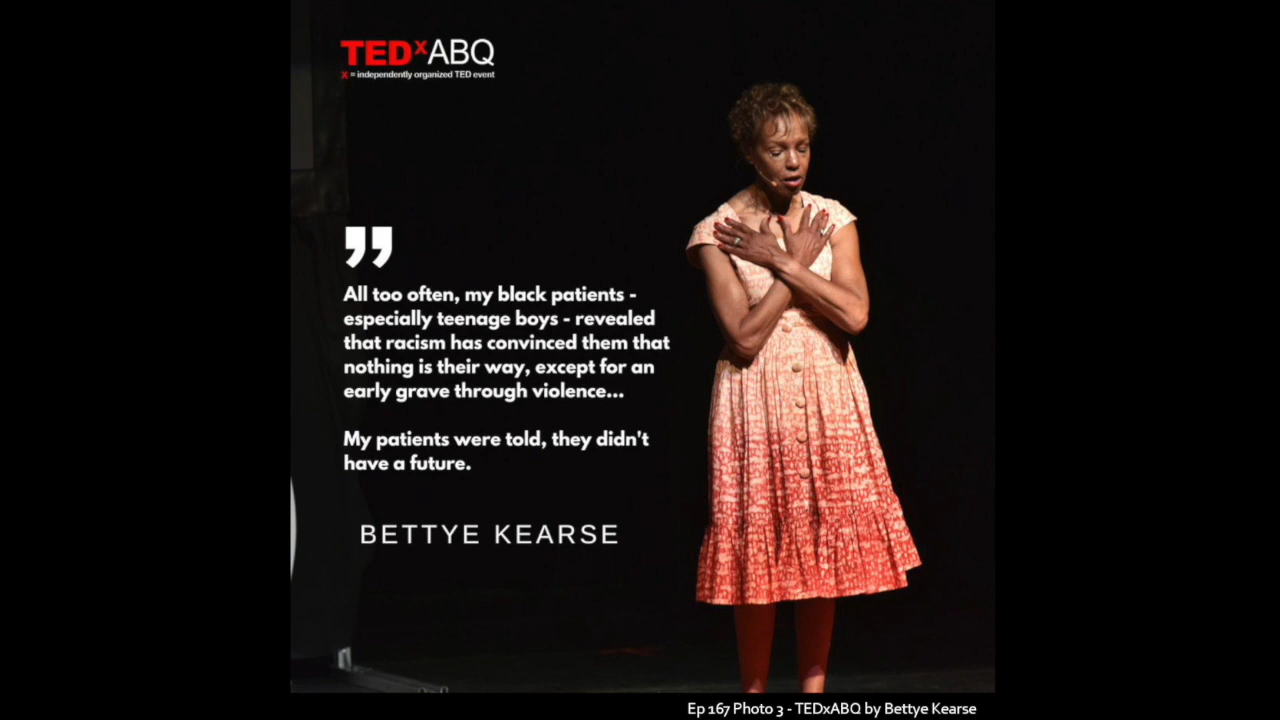 TEDxABQ
x = independently organized TED event
”
All too often, my black patients -
especially teenage boys - revealed
that racism has convinced them that
nothing is their way, except for an
early grave through violence...
My patients were told, they didn't
have a future.
BETTYE KEARSE
Ep 167 Photo 3 - TEDxABQ by Bettye Kearse